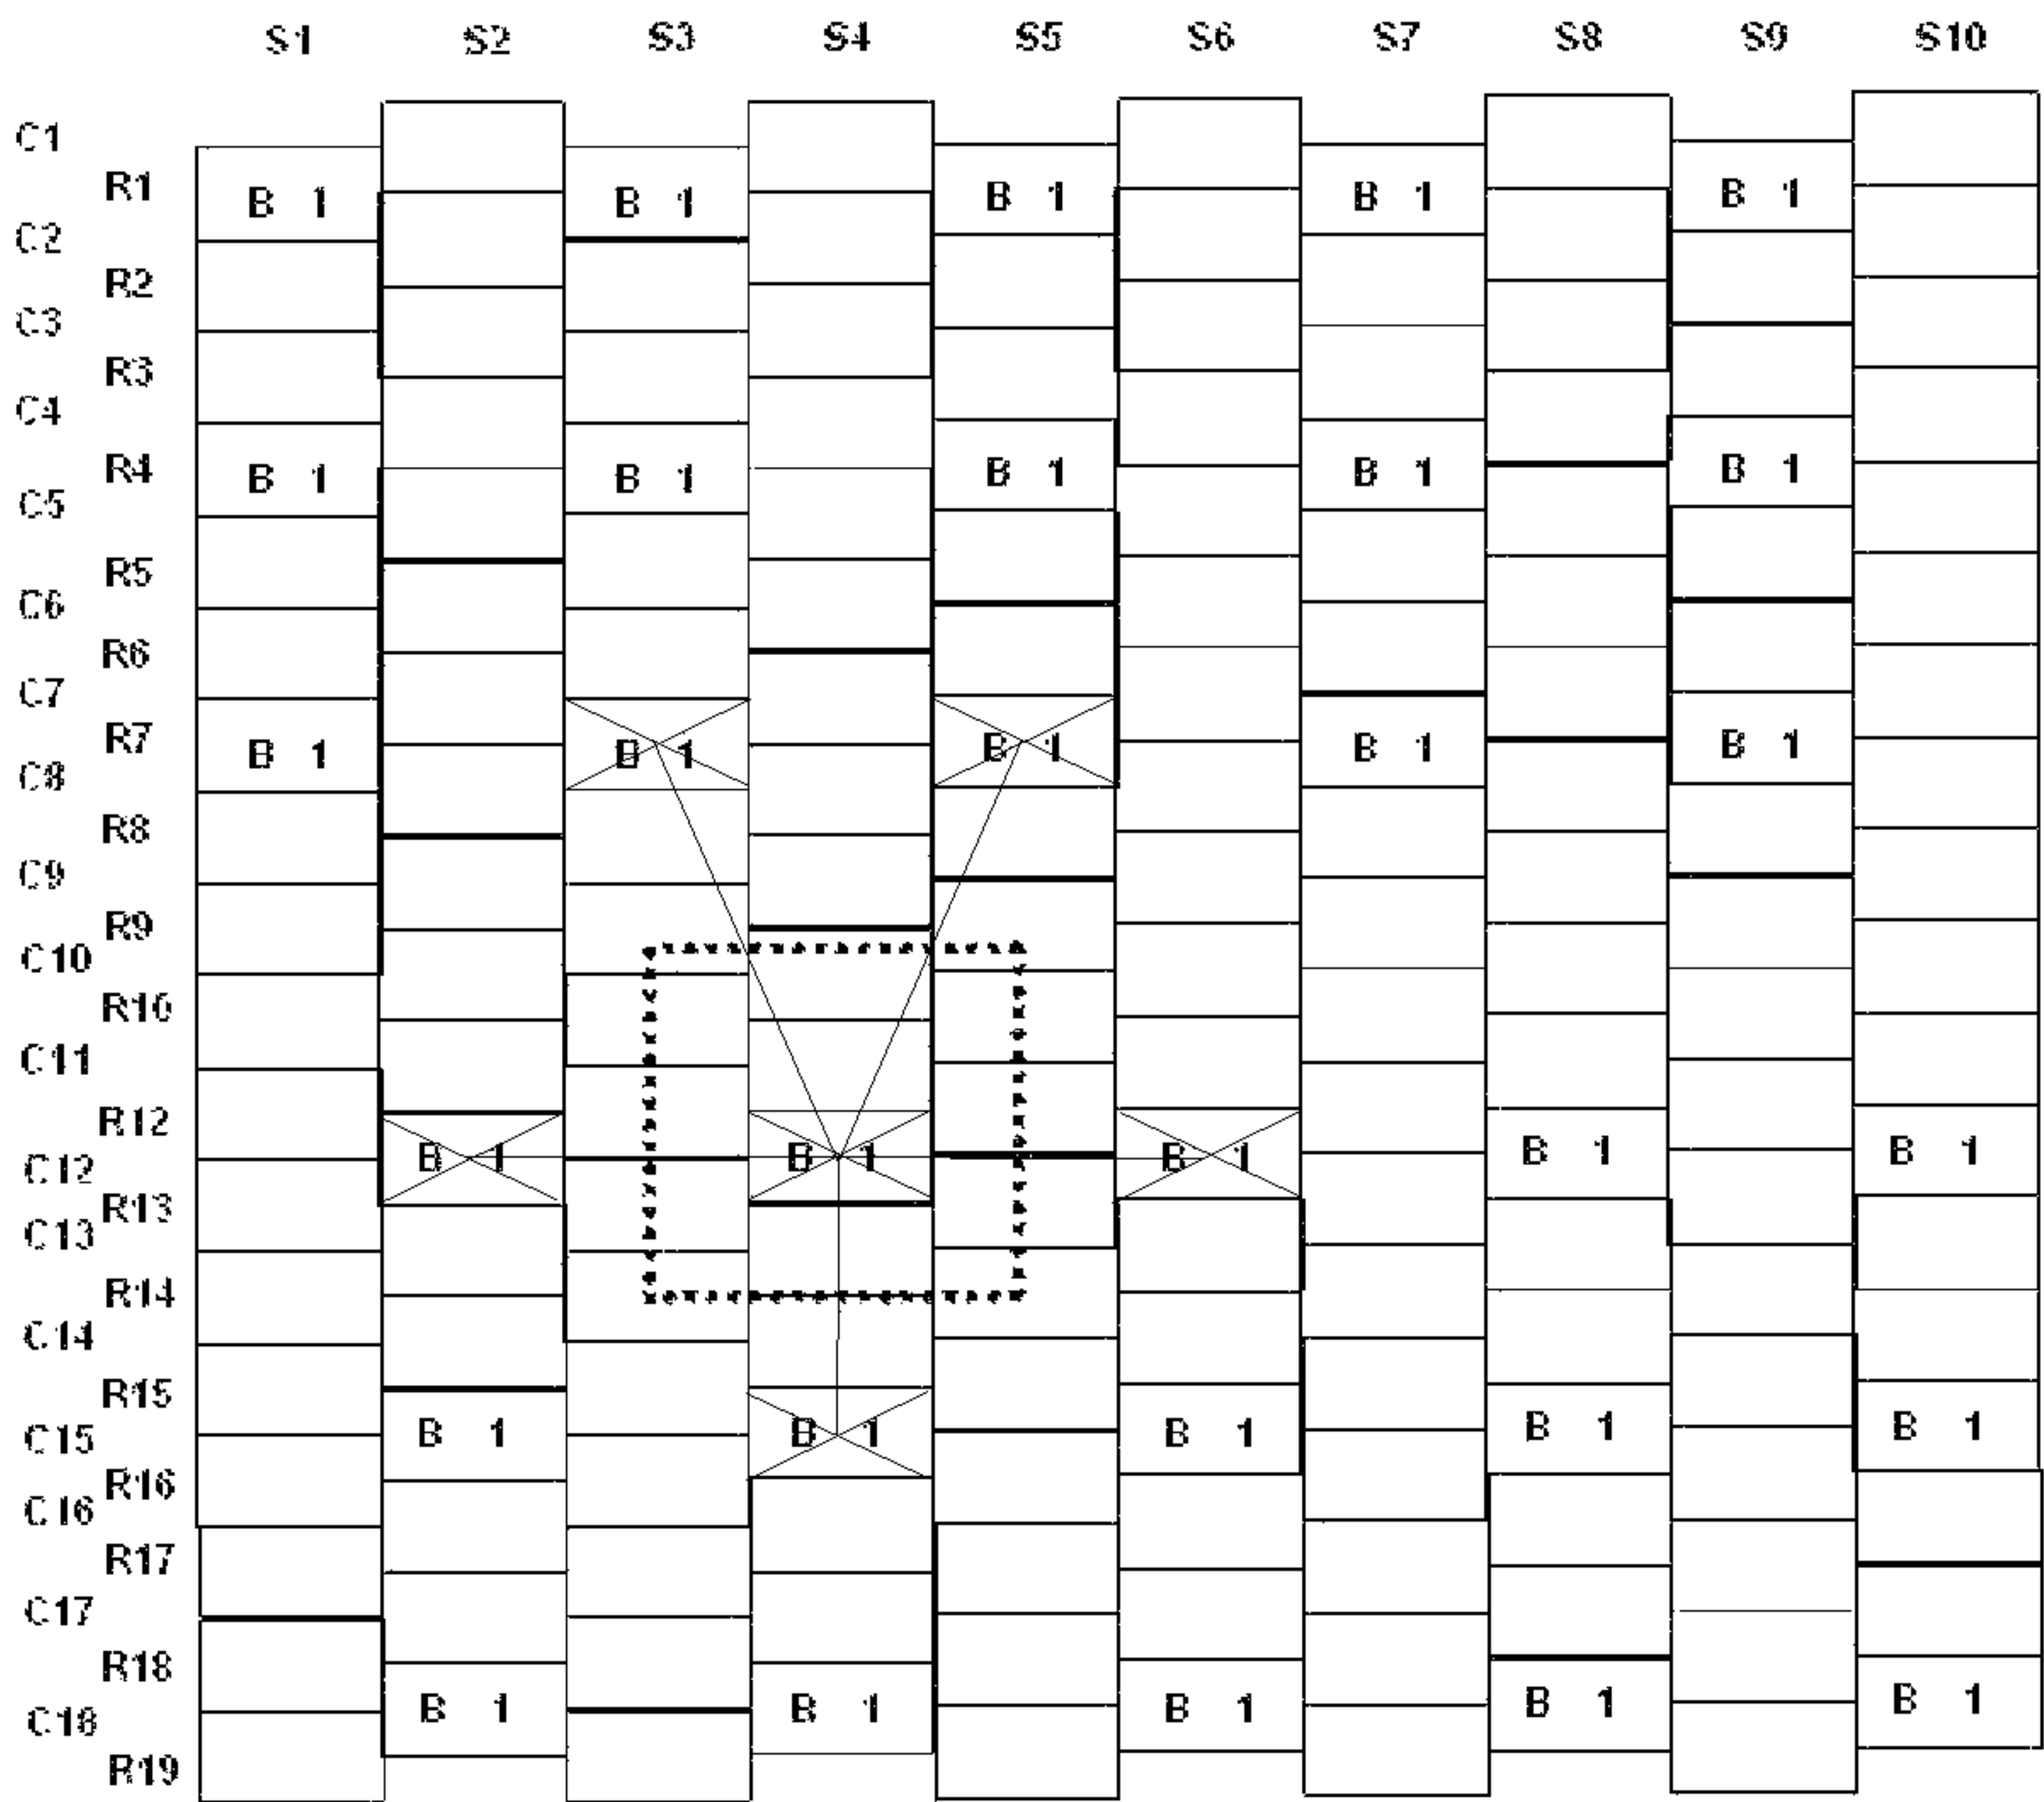 S1 S2 S3 S4 S5 S6 S7 S8 S9 S10
C1
R1 B 1 B 1 B 1 B 1 B 1
C2
R2
C3
R3
C4
R4 B 1 B 1 B 1 B 1 B 1
C5
R5
C6
R6
C7
R7 B 1 B 1 B 1 B 1 B 1
C8
R8
C9
R9
C10
R10
C11
R12
B 1 B 1 B 1 B 1 B 1
C12
R13
C13
R14
C14
R15
C15 B 1 B 1 B 1 B 1 B 1
R16
C16
R17
C17
R18
C18 B 1 B 1 B 1 B 1 B 1
R19